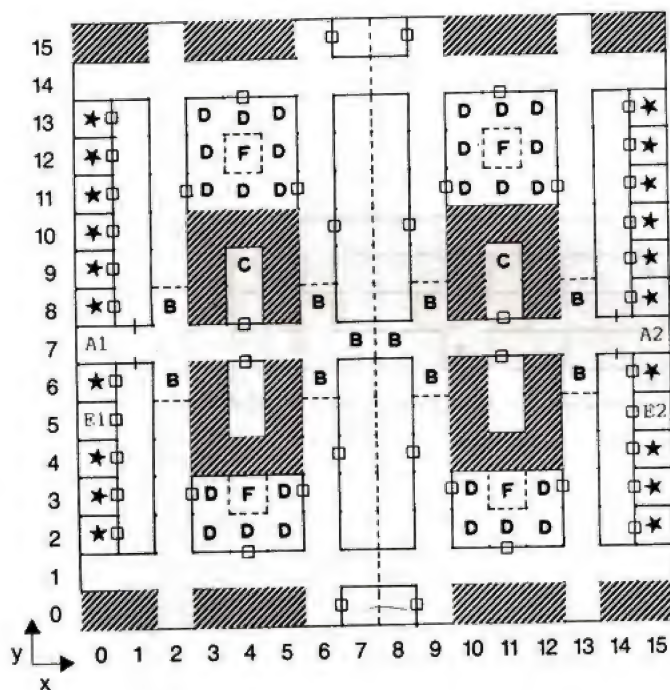 15
14
13 D D D D D D
12 D F D D F D
11 D D D D D D
10
9 C C
8 B B B B
7 A1 B B A2
6 B B B B
5 E1 E2
4
3 D F D D F D
2 D D D D D D
1
0
y
x
0 1 2 3 4 5 6 7 8 9 10 11 12 13 14 15